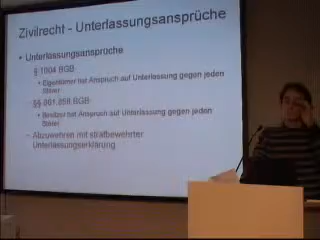 Zivilrecht - Unterlassungsansprüche
• Unterlassungsansprüche
– § 1004 BGB
• Eigentümer hat Anspruch auf Unterlassung gegen jeden
Störer
– §§ 861, 858 BGB
• Besitzer hat Anspruch auf Unterlassung gegen jeden
Störer
– Abzuwehren mit strafbewehrter
Unterlassungserklärung